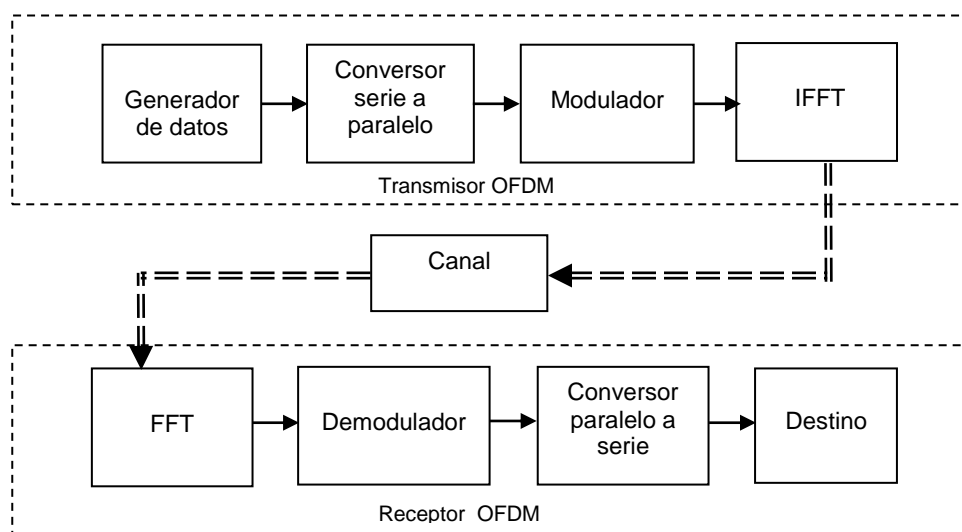 Generador
de datos
Conversor
serie a
paralelo
Modulador
IFFT
Transmisor OFDM
Canal
FFT
Demodulador
Conversor
paralelo a
serie
Destino
Receptor OFDM